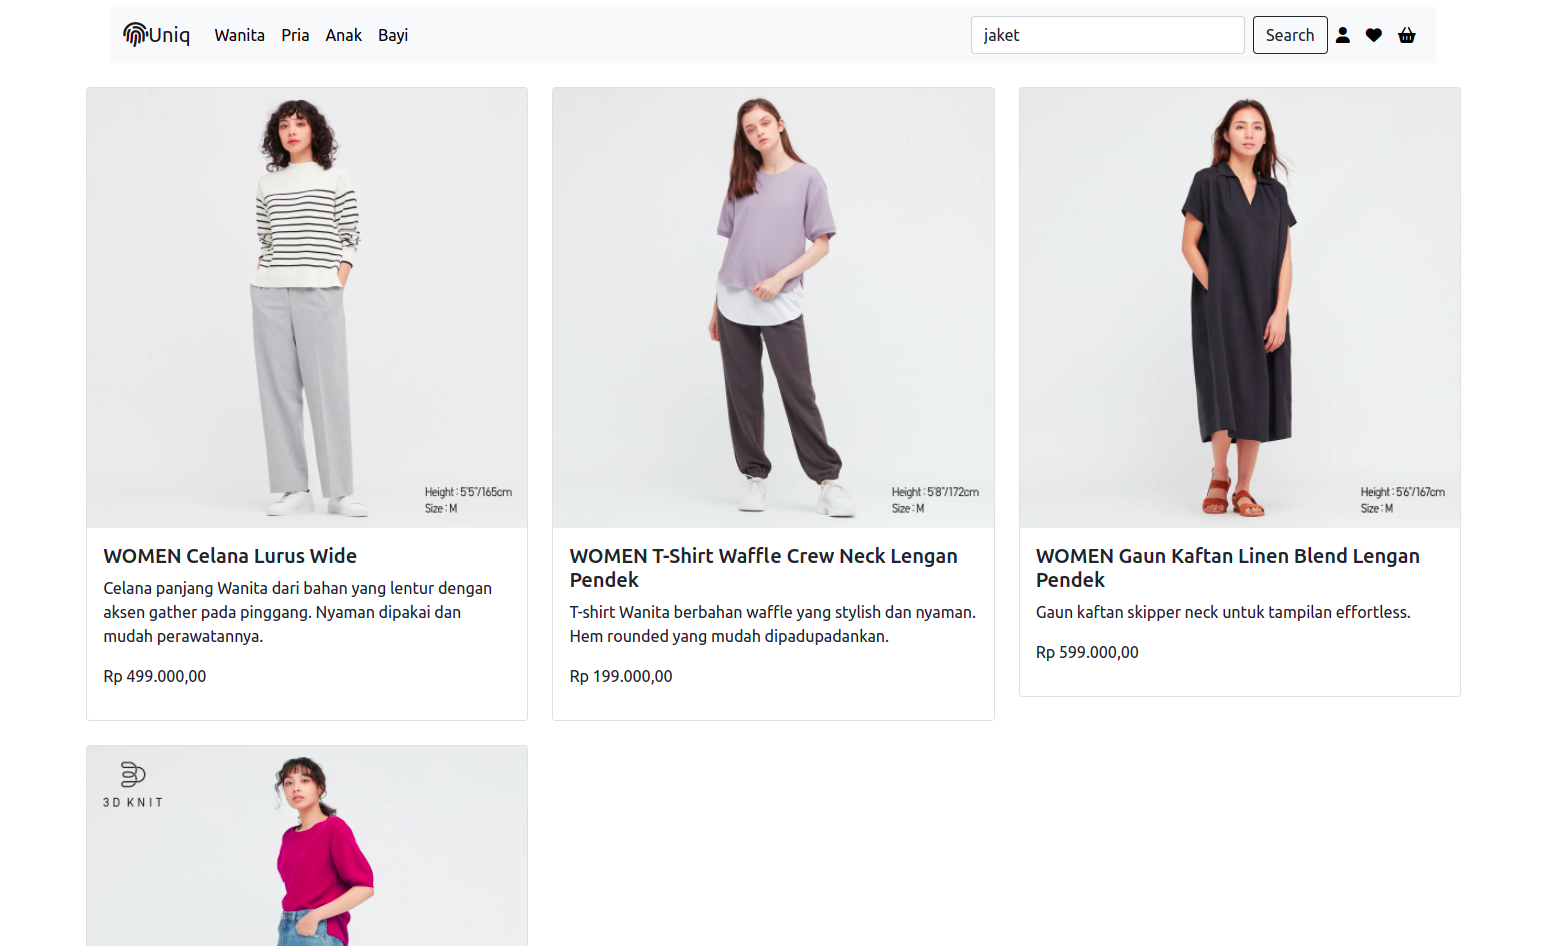 Uniq Wanita Pria Anak Bayi jaket Search
Height : 5'5"/165cm
Size : M
WOMEN Celana Lurus Wide
Celana panjang Wanita dari bahan yang lentur dengan
aksen gather pada pinggang. Nyaman dipakai dan
mudah perawatannya.
Rp 499.000,00
Height : 5'8"/172cm
Size : M
WOMEN T-Shirt Waffle Crew Neck Lengan
Pendek
T-shirt Wanita berbahan waffle yang stylish dan nyaman.
Hem rounded yang mudah dipadupadankan.
Rp 199.000,00
Height : 5'6"/167cm
Size : M
WOMEN Gaun Kaftan Linen Blend Lengan
Pendek
Gaun kaftan skipper neck untuk tampilan effortless.
Rp 599.000,00
3D KNIT